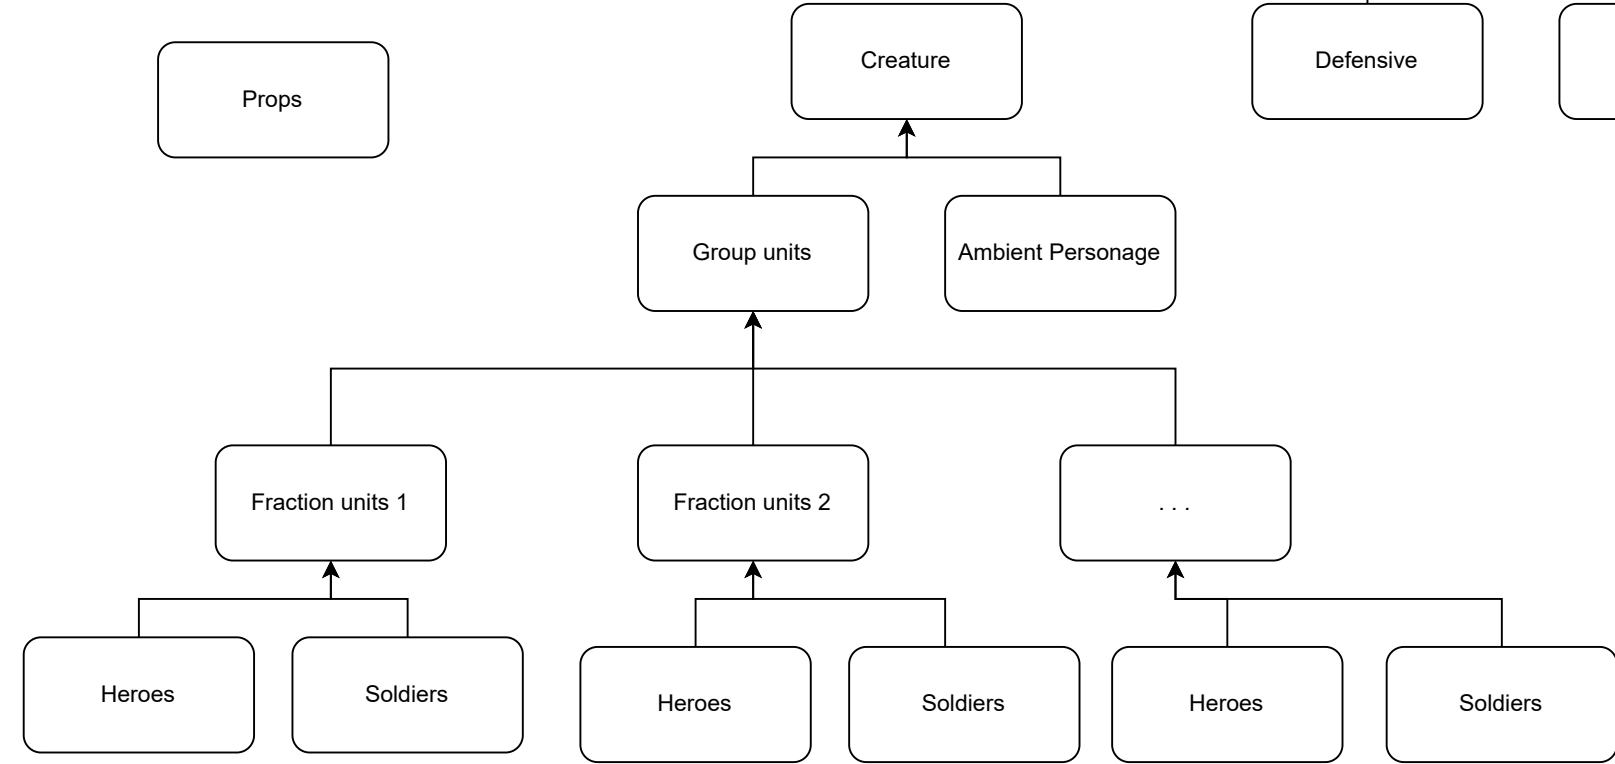 Creature
Defensive
Props
Group units
Ambient Personage
Fraction units 1
Fraction units 2
. . .
Heroes
Soldiers
Heroes
Soldiers
Heroes
Soldiers